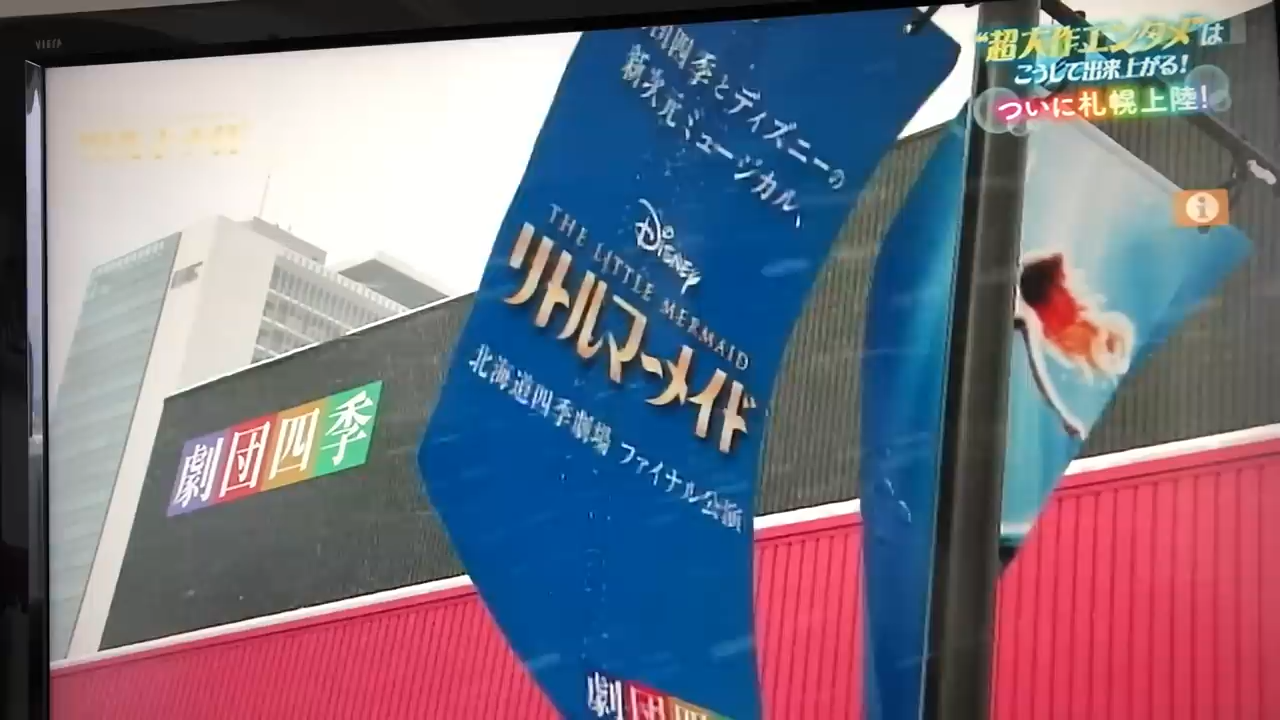 VIERA
"超大作エンタメ"は
こうして出来上がる!
ついに札幌上陸!
団四季とディズニーの
新次元ミュージカル、
DISNEY
THE LITTLE MERMAID
リトルマーメイド
北海道四季劇場 ファイナル公演
劇団四季
劇団四
i